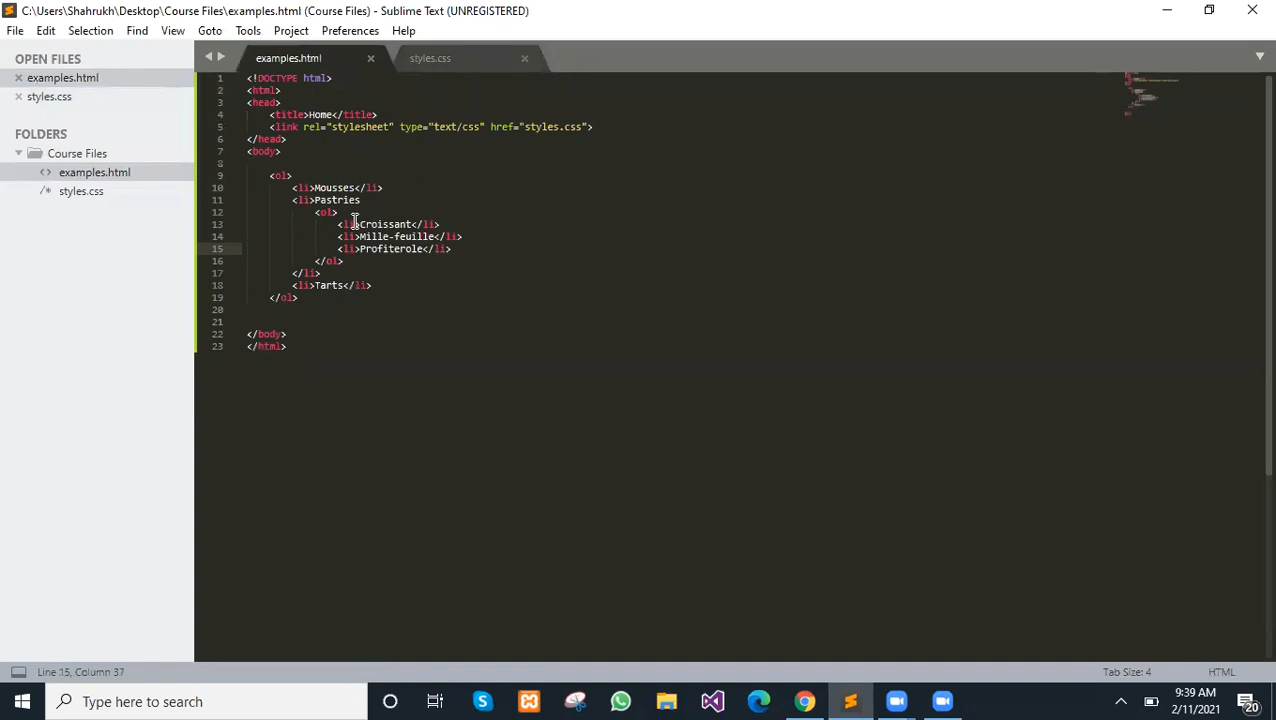 C:\Users\Shahrukh\Desktop\Course Files\examples.html (Course Files) - Sublime Text (UNREGISTERED)
File Edit Selection Find View Goto Tools Project Preferences Help
OPEN FILES
examples.html
styles.css
FOLDERS
Course Files
<> examples.html
/* styles.css
examples.html
styles.css
1 <!DOCTYPE html>
2 <html>
3 <head>
4 <title>Home</title>
5 <link rel="stylesheet" type="text/css" href="styles.css">
6 </head>
7 <body>
8
9 <ol>
10 <li>Mousses</li>
11 <li>Pastries
12 <ol>
13 <li>Croissant</li>
14 <li>Mille-feuille</li>
15 <li>Profiterole</li>
16 </ol>
17 </li>
18 <li>Tarts</li>
19 </ol>
20
21
22 </body>
23 </html>
Line 15, Column 37
Tab Size: 4
HTML
Type here to search
9:39 AM
2/11/2021
20